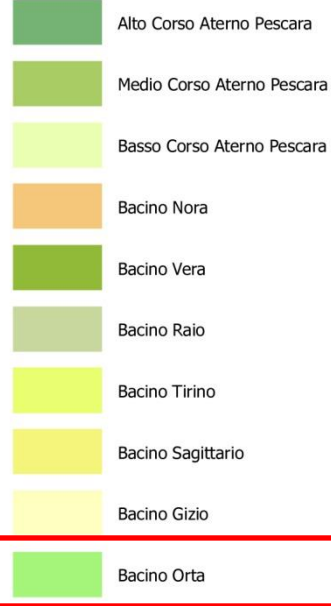 Alto Corso Aterno Pescara
Medio Corso Aterno Pescara
Basso Corso Aterno Pescara
Bacino Nora
Bacino Vera
Bacino Raio
Bacino Tirino
Bacino Sagittario
Bacino Gizio
Bacino Orta